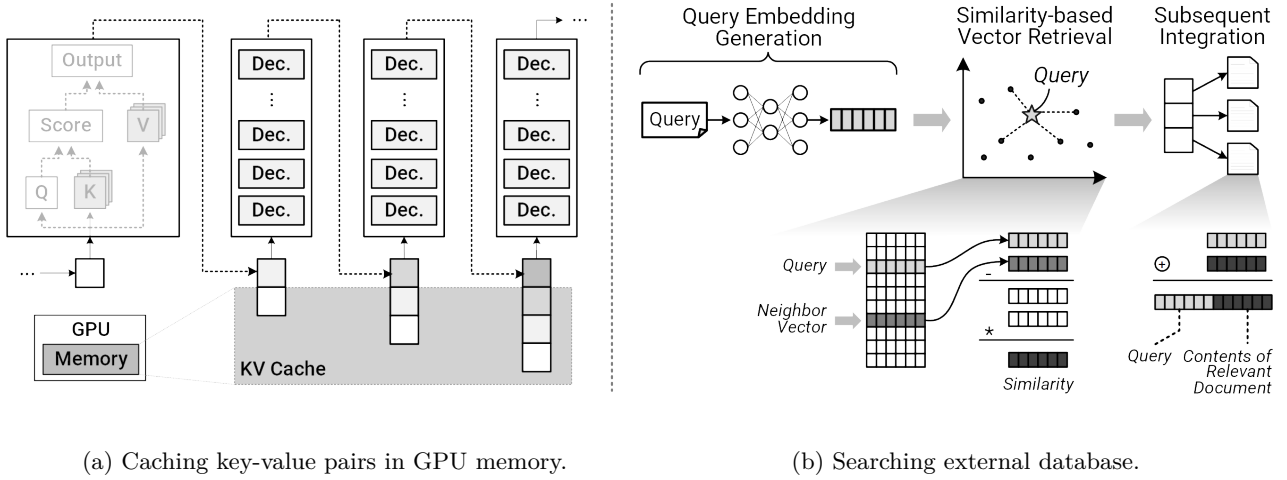 Output
Score
V
Q
K
...
GPU
Memory
KV Cache
Dec.
⋮
Dec.
Dec.
Dec.
Dec.
⋮
Dec.
Dec.
Dec.
Dec.
⋮
Dec.
Dec.
Dec.
...
(a) Caching key-value pairs in GPU memory.
Query Embedding
Generation
Query
Similarity-based
Vector Retrieval
Query
Subsequent
Integration
Query
Neighbor
Vector
-
*
Similarity
+
Query
Contents of
Relevant
Document
(b) Searching external database.